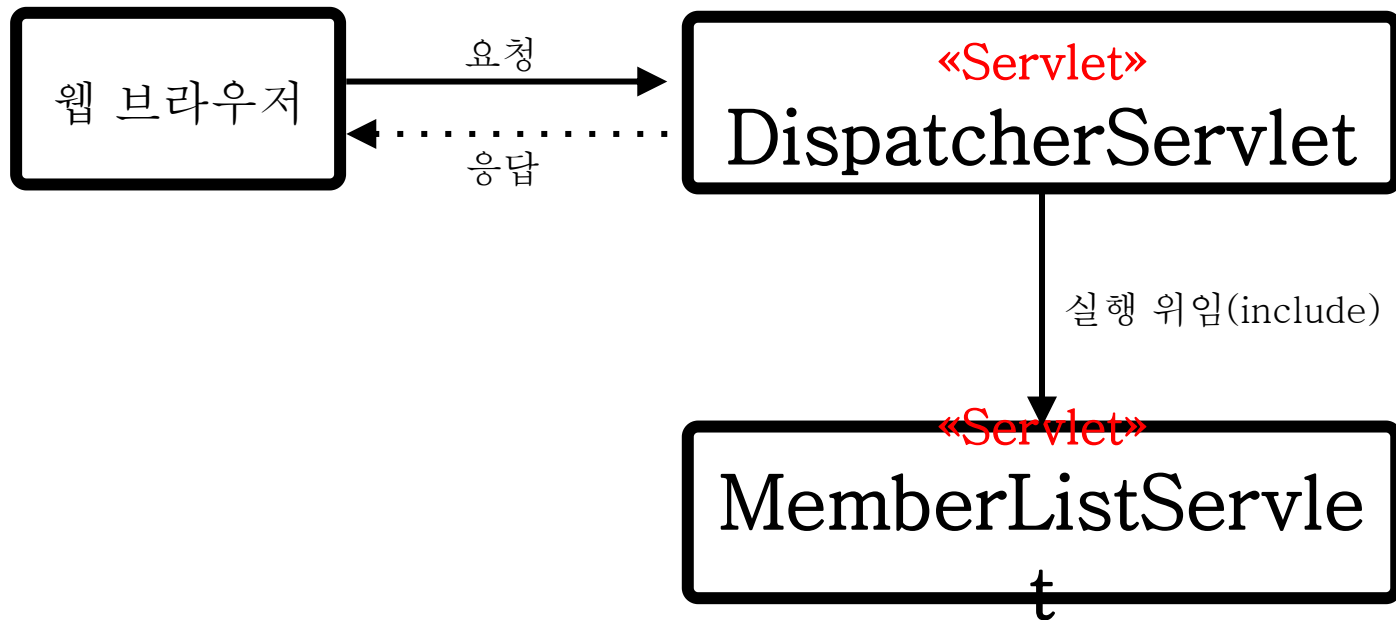 웹 브라우저
요청
응답
«Servlet»
DispatcherServlet
실행 위임(include)
«Servlet»
MemberListServle
t